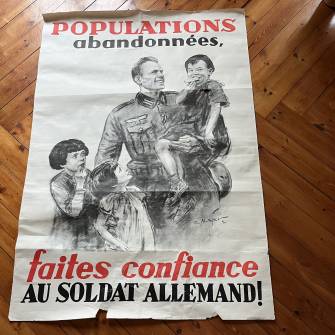 POPULATIONS
abandonnées,
faites confiance
AU SOLDAT ALLEMAND!